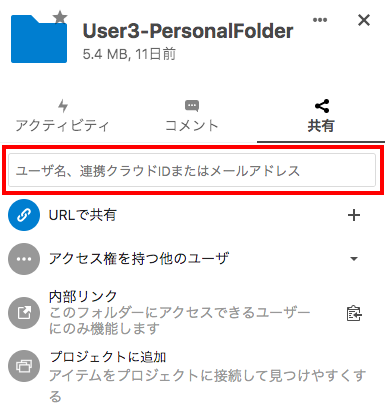 User3-PersonalFolder
5.4 MB, 11日前
アクティビティ
コメント
共有
ユーザ名、連携クラウドIDまたはメールアドレス
URLで共有
アクセス権を持つ他のユーザ
内部リンク
このフォルダーにアクセスできるユーザー
にのみ機能します
プロジェクトに追加
アイテムをプロジェクトに接続して見つけやすくす
る